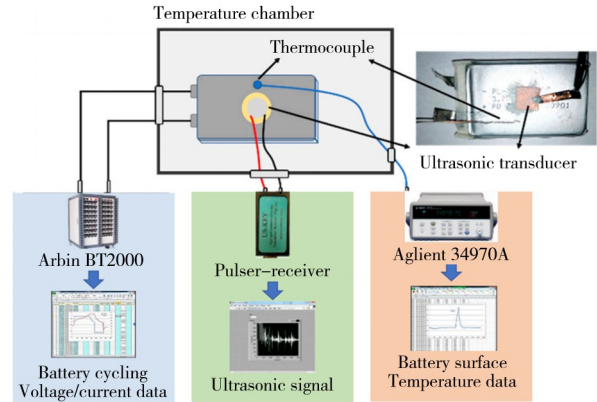 Temperature chamber
Thermocouple
Ultrasonic transducer
Arbin BT2000
Pulser–receiver
Aglient 34970A
Battery cycling
Voltage/current data
Ultrasonic signal
Battery surface
Temperature data